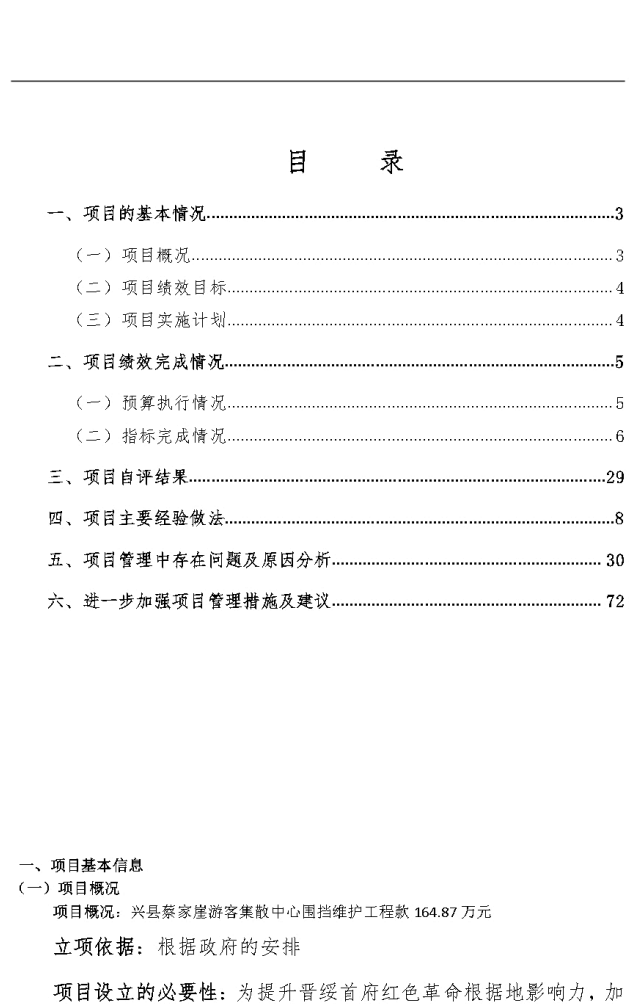 目 录
一、项目的基本情况........................................3
（一）项目概况........................................3
（二）项目绩效目标........................................4
（三）项目实施计划........................................4
二、项目绩效完成情况........................................5
（一）预算执行情况........................................5
（二）指标完成情况........................................6
三、项目自评结果........................................29
四、项目主要经验做法........................................8
五、项目管理中存在问题及原因分析........................................30
六、进一步加强项目管理措施及建议........................................72
一、项目基本信息
（一）项目概况
项目概况：兴县蔡家崖游客集散中心围挡维护工程款 164.87 万元
立项依据：根据政府的安排
项目设立的必要性：为提升晋绥首府红色革命根据地影响力，加